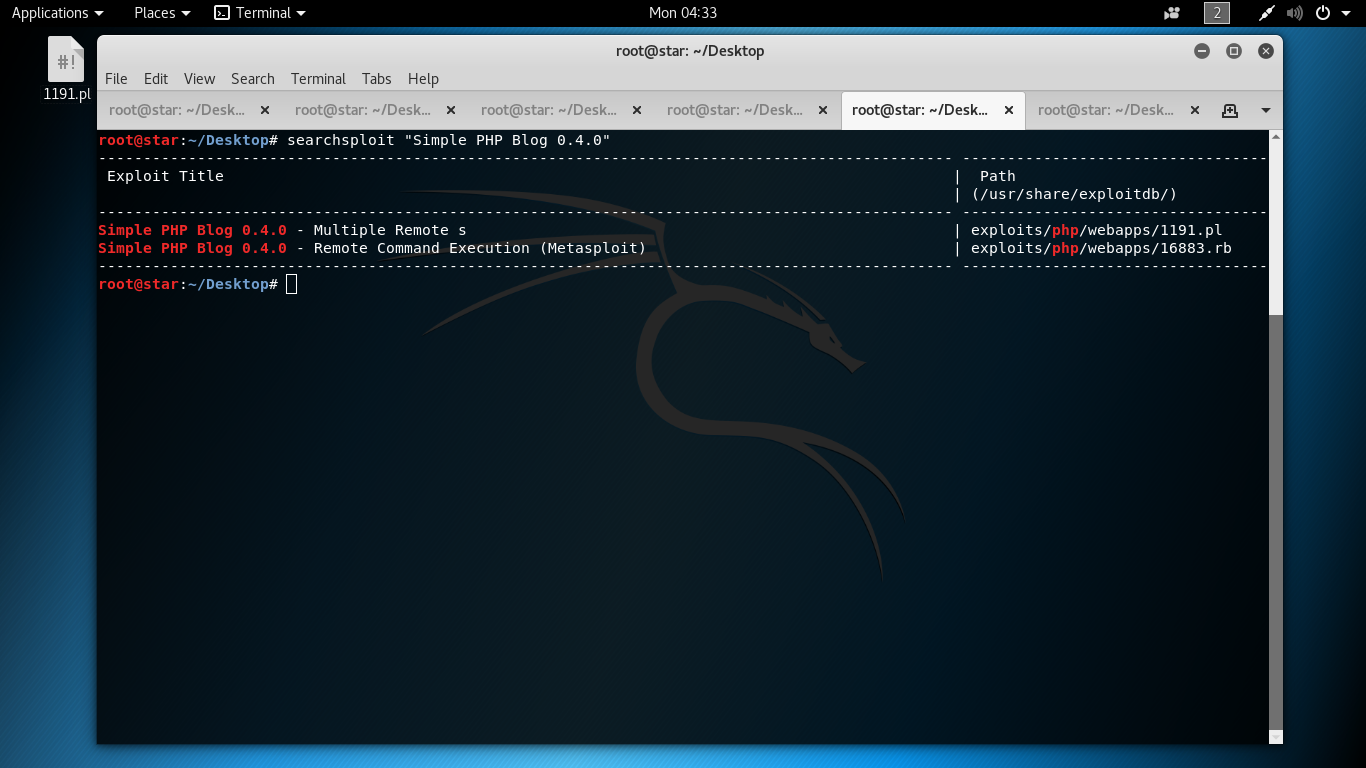 Applications Places Terminal Mon 04:33 2
root@star: ~/Desktop
#!
1191.pl
File Edit View Search Terminal Tabs Help
root@star: ~/Desk... root@star: ~/Desk... root@star: ~/Desk... root@star: ~/Desk... root@star: ~/Desk... root@star: ~/Desk...
root@star:~/Desktop# searchsploit "Simple PHP Blog 0.4.0"
--------------------------------------------------------------------------------------------- ----------------------------------
Exploit Title | Path
| (/usr/share/exploitdb/)
--------------------------------------------------------------------------------------------- ----------------------------------
Simple PHP Blog 0.4.0 - Multiple Remote s | exploits/php/webapps/1191.pl
Simple PHP Blog 0.4.0 - Remote Command Execution (Metasploit) | exploits/php/webapps/16883.rb
--------------------------------------------------------------------------------------------- ----------------------------------
root@star:~/Desktop#